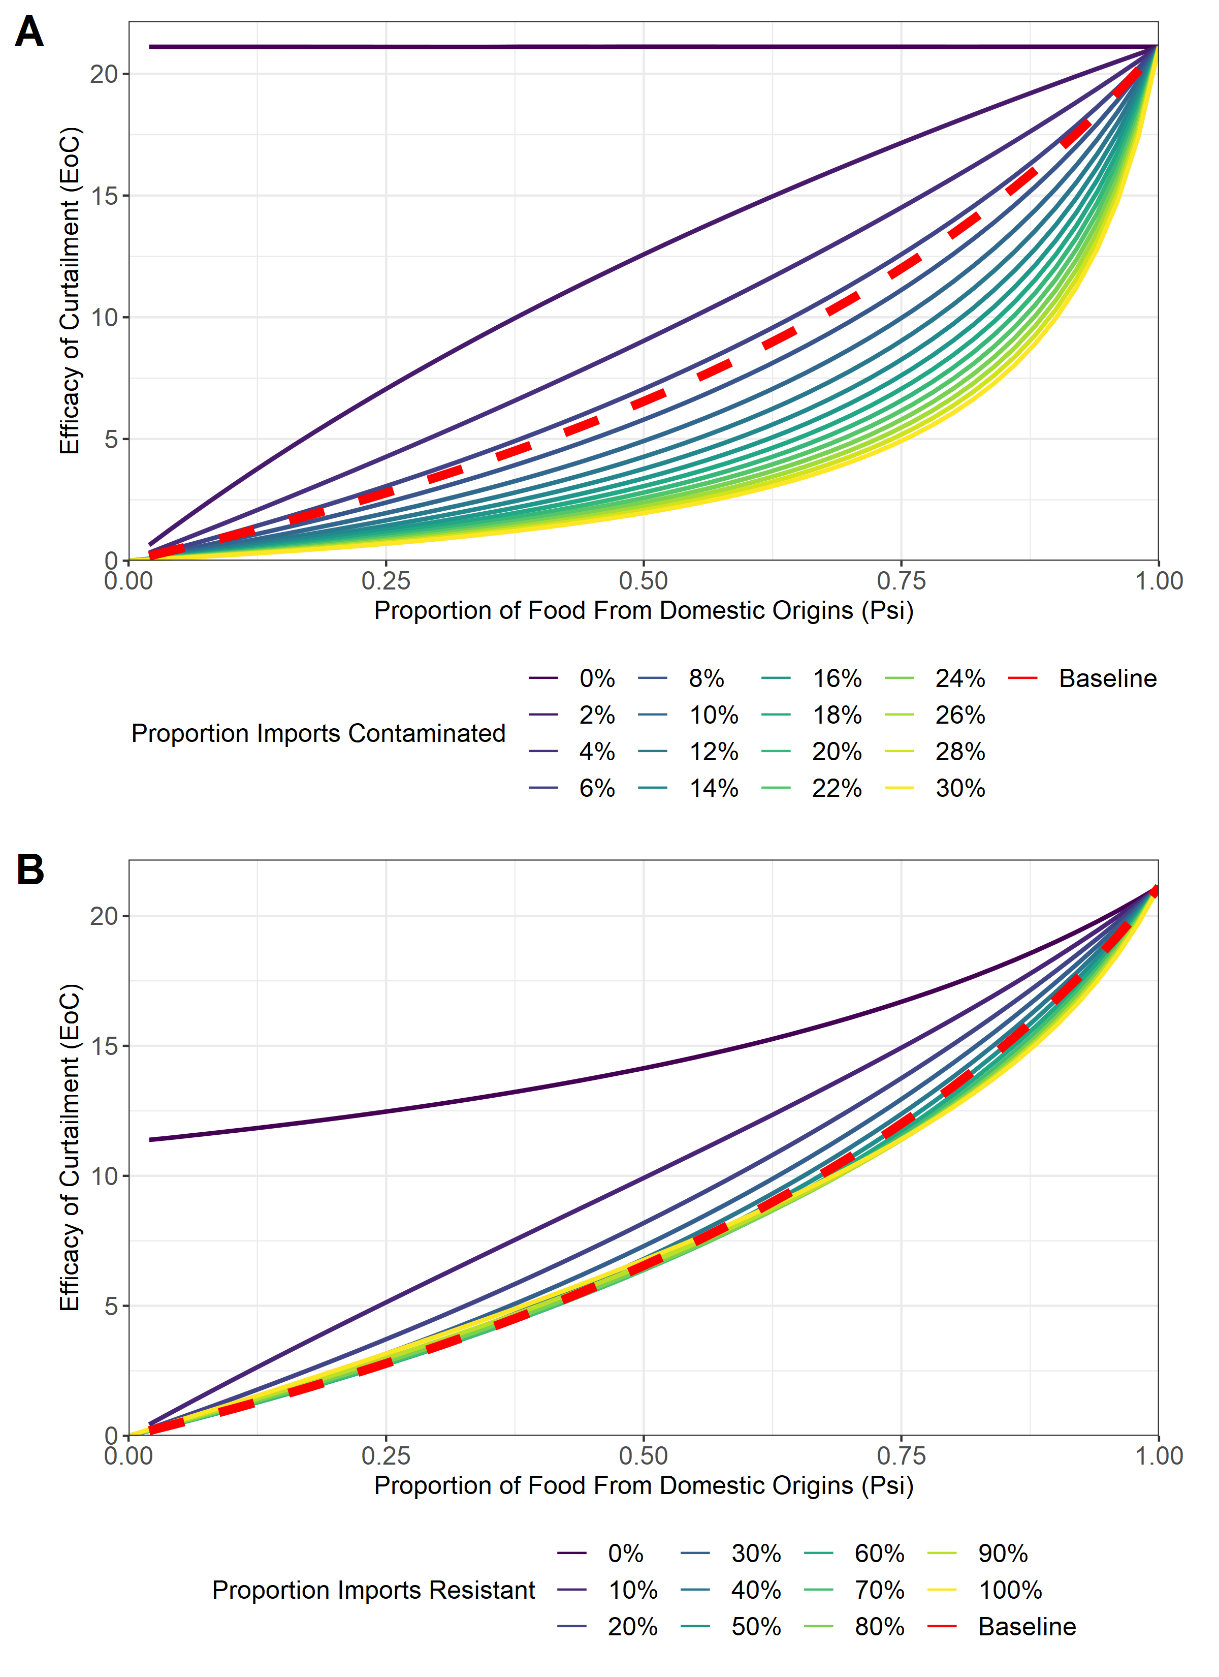 A
Efficacy of Curtailment (EoC)
20
15
10
5
0
0.00 0.25 0.50 0.75 1.00
Proportion of Food From Domestic Origins (Psi)
Proportion Imports Contaminated
0% 8% 16% 24% Baseline
2% 10% 18% 26%
4% 12% 20% 28%
6% 14% 22% 30%
B
Efficacy of Curtailment (EoC)
20
15
10
5
0
0.00 0.25 0.50 0.75 1.00
Proportion of Food From Domestic Origins (Psi)
Proportion Imports Resistant
0% 30% 60% 90%
10% 40% 70% 100%
20% 50% 80% Baseline